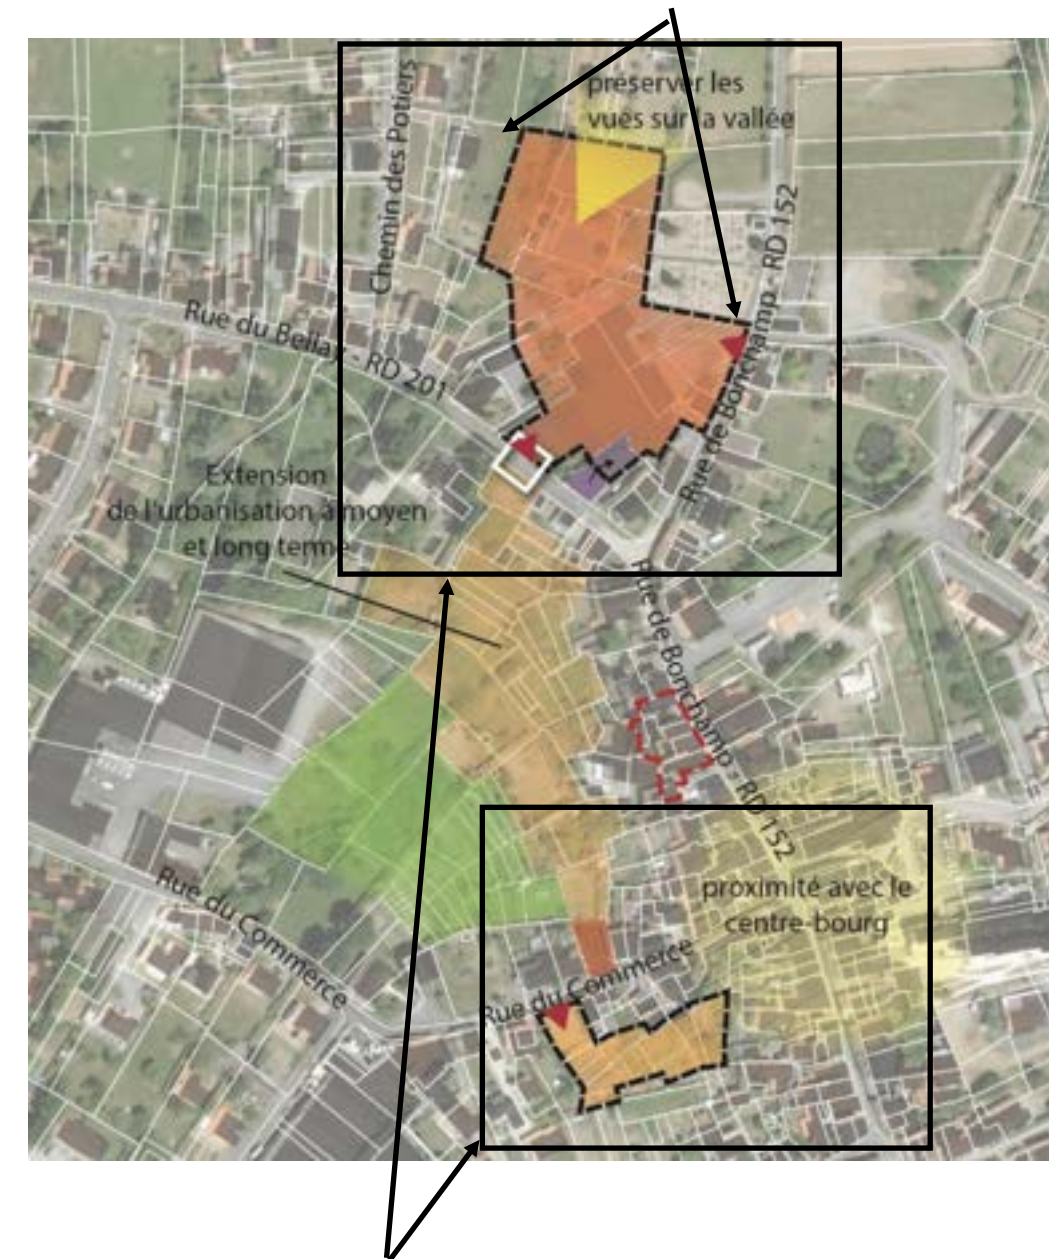 préserver les
vues sur la vallée
Chemin des Potiers
Rue de Bonchamp - RD 152
Rue du Bellay - RD 201
Extension
de l'urbanisation à moyen
et long terme
Rue de Bonchamp - RD 152
Rue du Commerce
proximité avec le
centre-bourg
Rue du Commerce